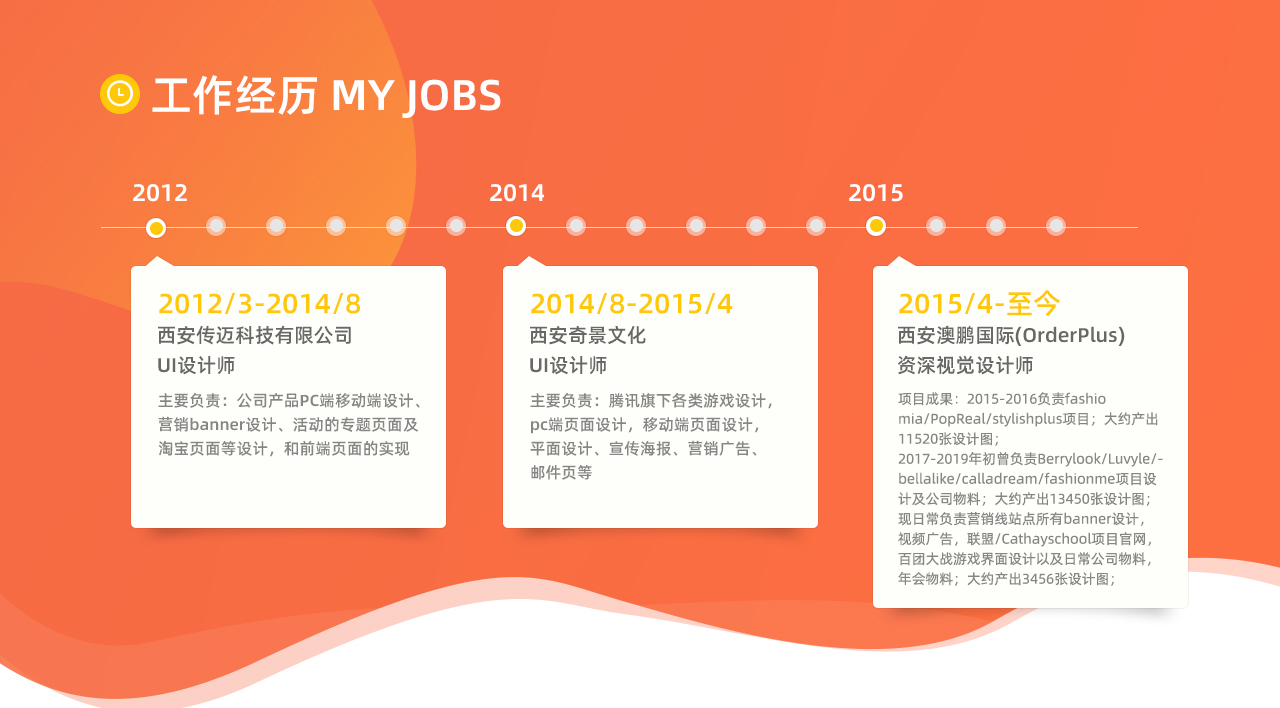 工作经历 MY JOBS
2012
2014
2015
2012/3-2014/8
西安传迈科技有限公司
UI设计师
主要负责：公司产品PC端移动端设计、
营销banner设计、活动的专题页面及
淘宝页面等设计，和前端页面的实现
2014/8-2015/4
西安奇景文化
UI设计师
主要负责：腾讯旗下各类游戏设计，
pc端页面设计，移动端页面设计，
平面设计、宣传海报、营销广告、
邮件页等
2015/4-至今
西安澳鹏国际(OrderPlus)
资深视觉设计师
项目成果：2015-2016负责fashio
mia/PopReal/stylishplus项目；大约产出
11520张设计图；
2017-2019年初曾负责Berrylook/Luvyle/-
bellalike/calladream/fashionme项目设
计及公司物料；大约产出13450张设计图；
现日常负责营销线站点所有banner设计，
视频广告，联盟/Cathayschool项目官网，
百团大战游戏界面设计以及日常公司物料，
年会物料；大约产出3456张设计图；